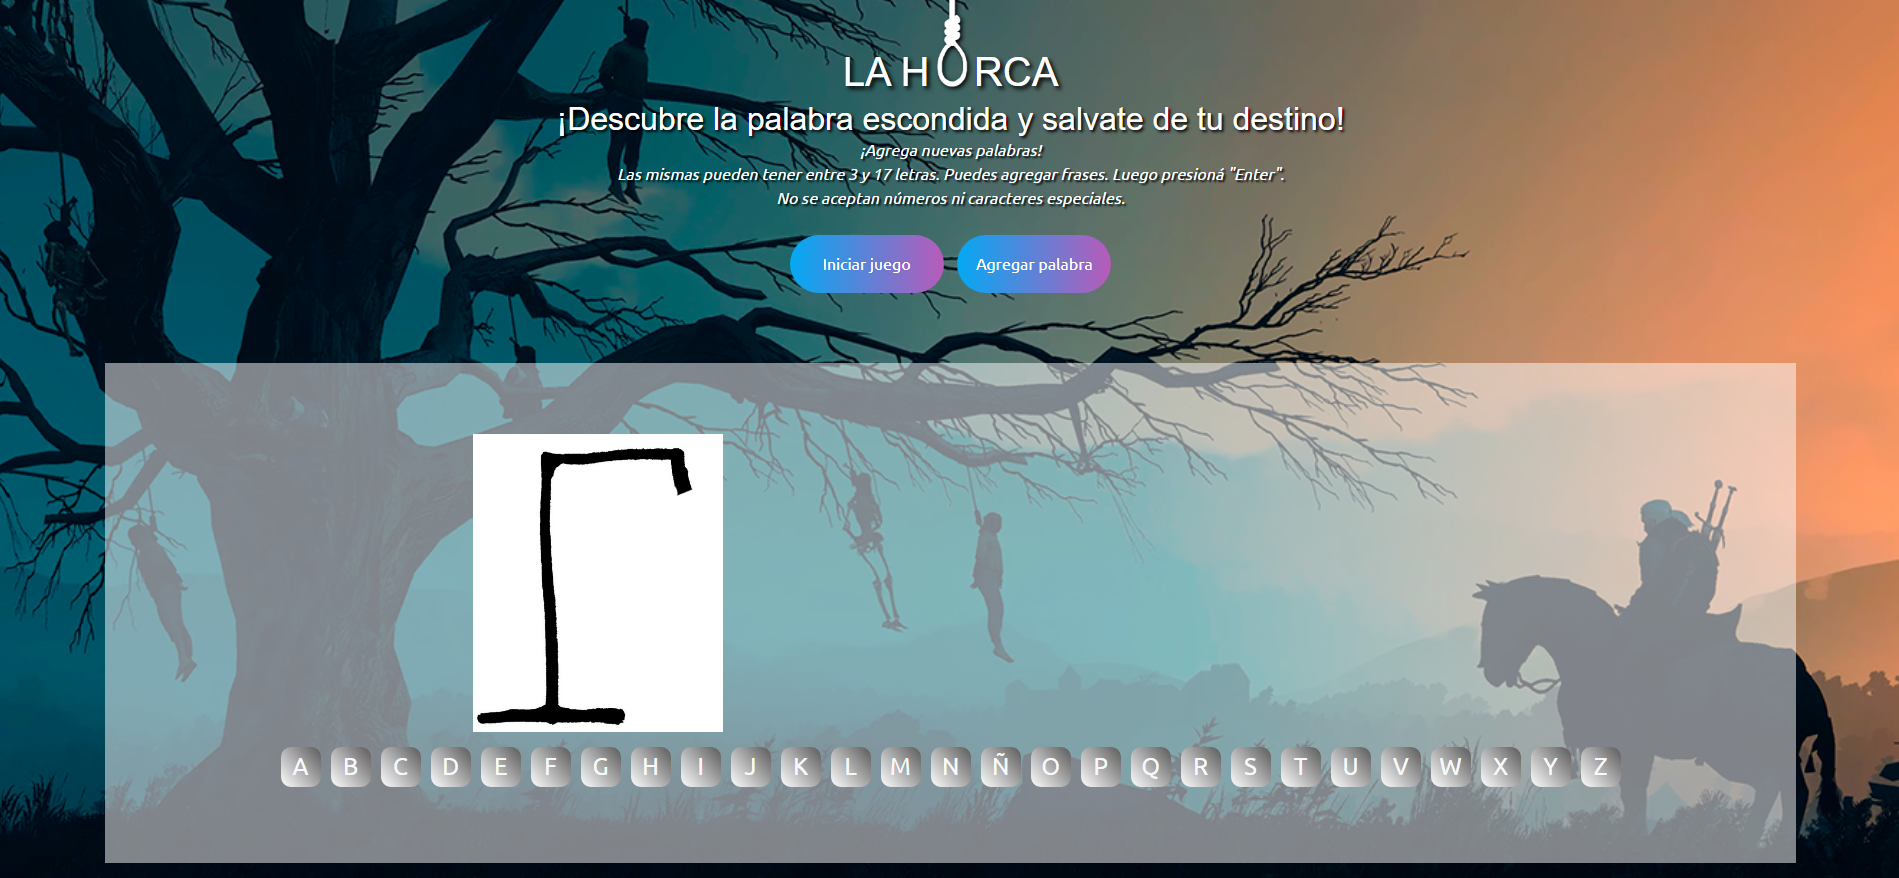 LA HORCA
¡Descubre la palabra escondida y salvate de tu destino!
¡Agrega nuevas palabras!
Las mismas pueden tener entre 3 y 17 letras. Puedes agregar frases. Luego presioná "Enter".
No se aceptan números ni caracteres especiales.
Iniciar juego Agregar palabra
A B C D E F G H I J K L M N Ñ O P Q R S T U V W X Y Z